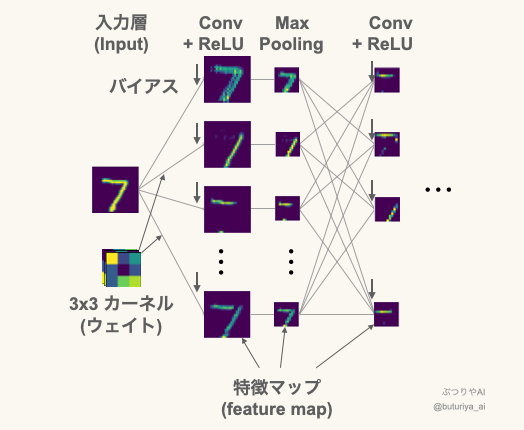 入力層
(Input)
Conv
+ ReLU
Max
Pooling
Conv
+ ReLU
バイアス
3x3 カーネル
(ウェイト)
特徴マップ
(feature map)
ぶつりやAI
@buturiya_ai